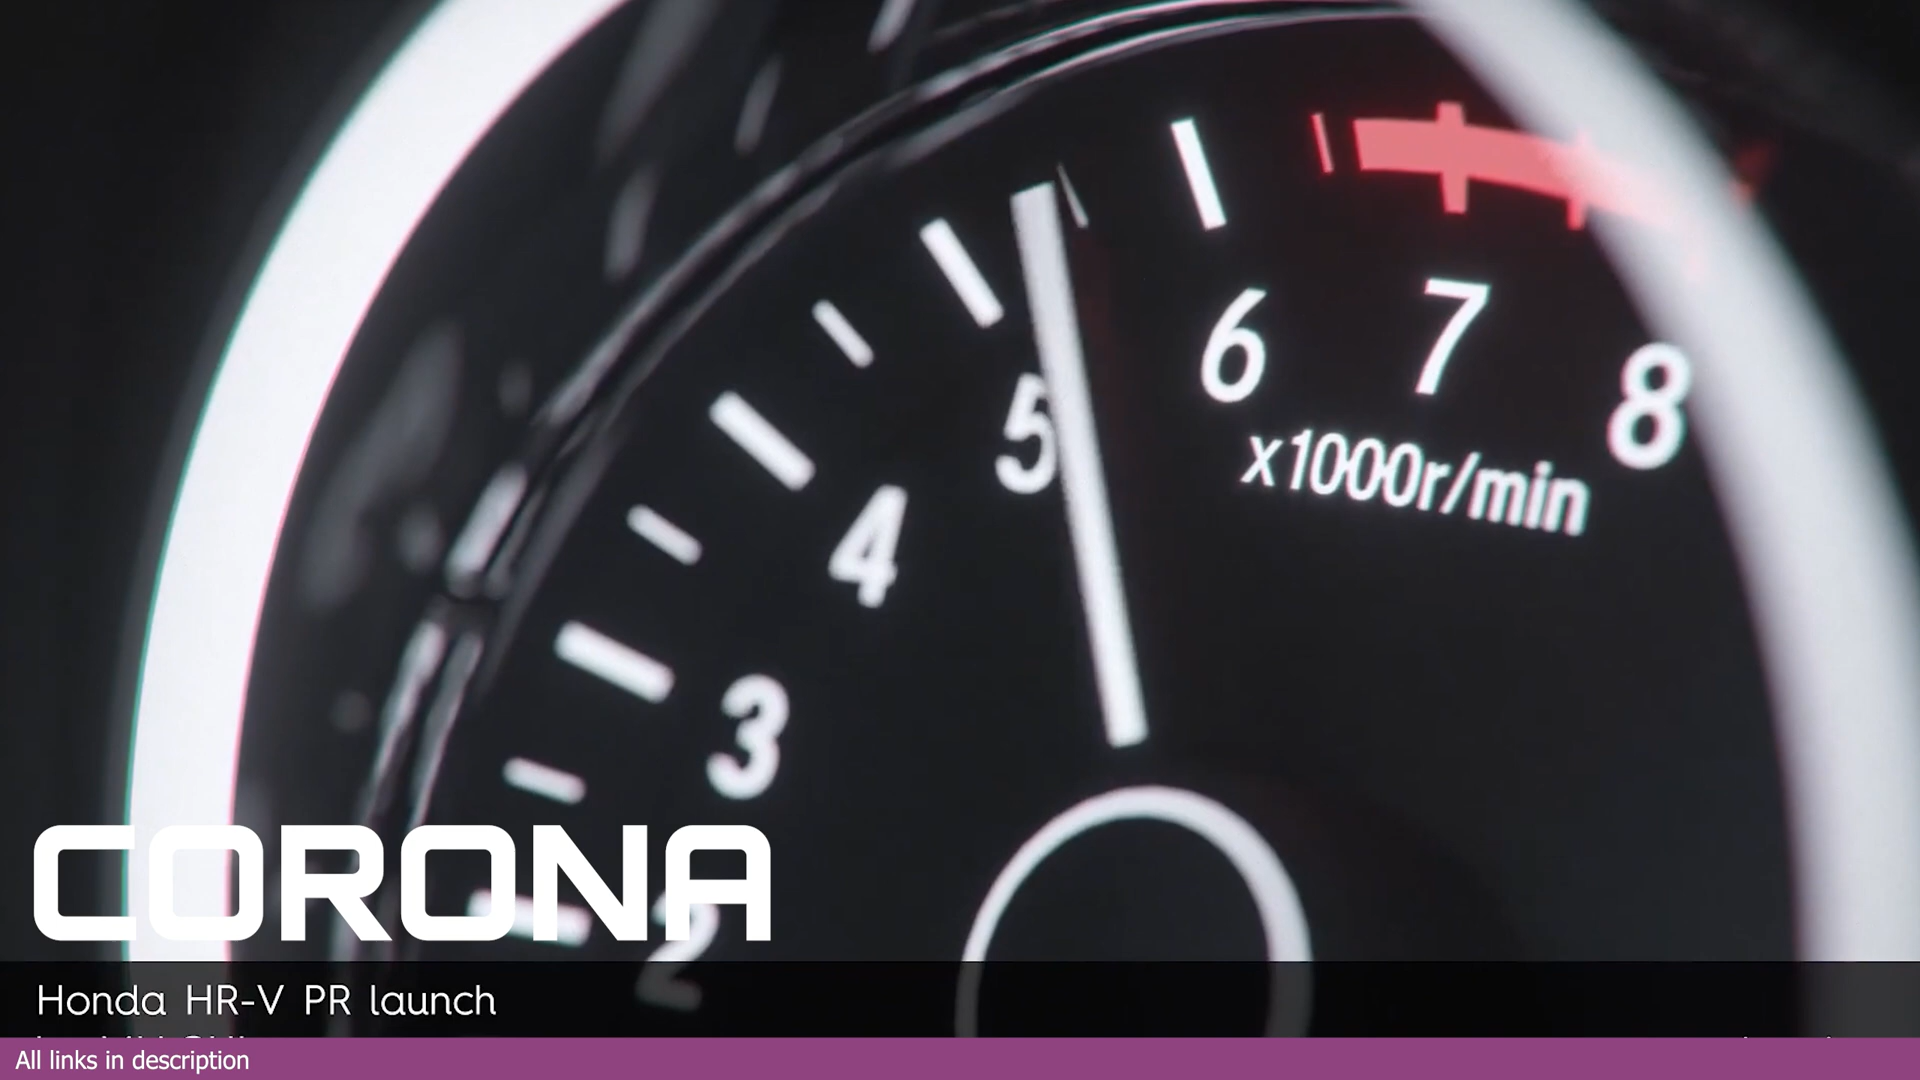 6 7 8
5
x1000r/min
4
3
2
CORONA
Honda HR-V PR launch
All links in description